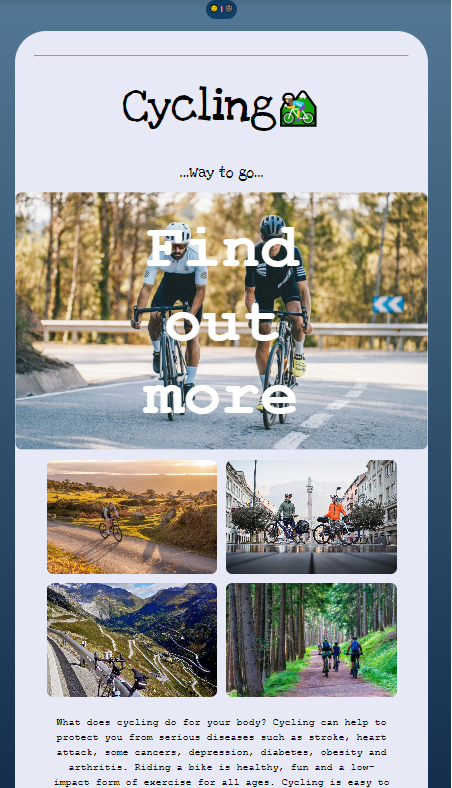 Cycling
...Way to go...
Find
out
more
What does cycling do for your body? Cycling can help to
protect you from serious diseases such as stroke, heart
attack, some cancers, depression, diabetes, obesity and
arthritis. Riding a bike is healthy, fun and a low-
impact form of exercise for all ages. Cycling is easy to